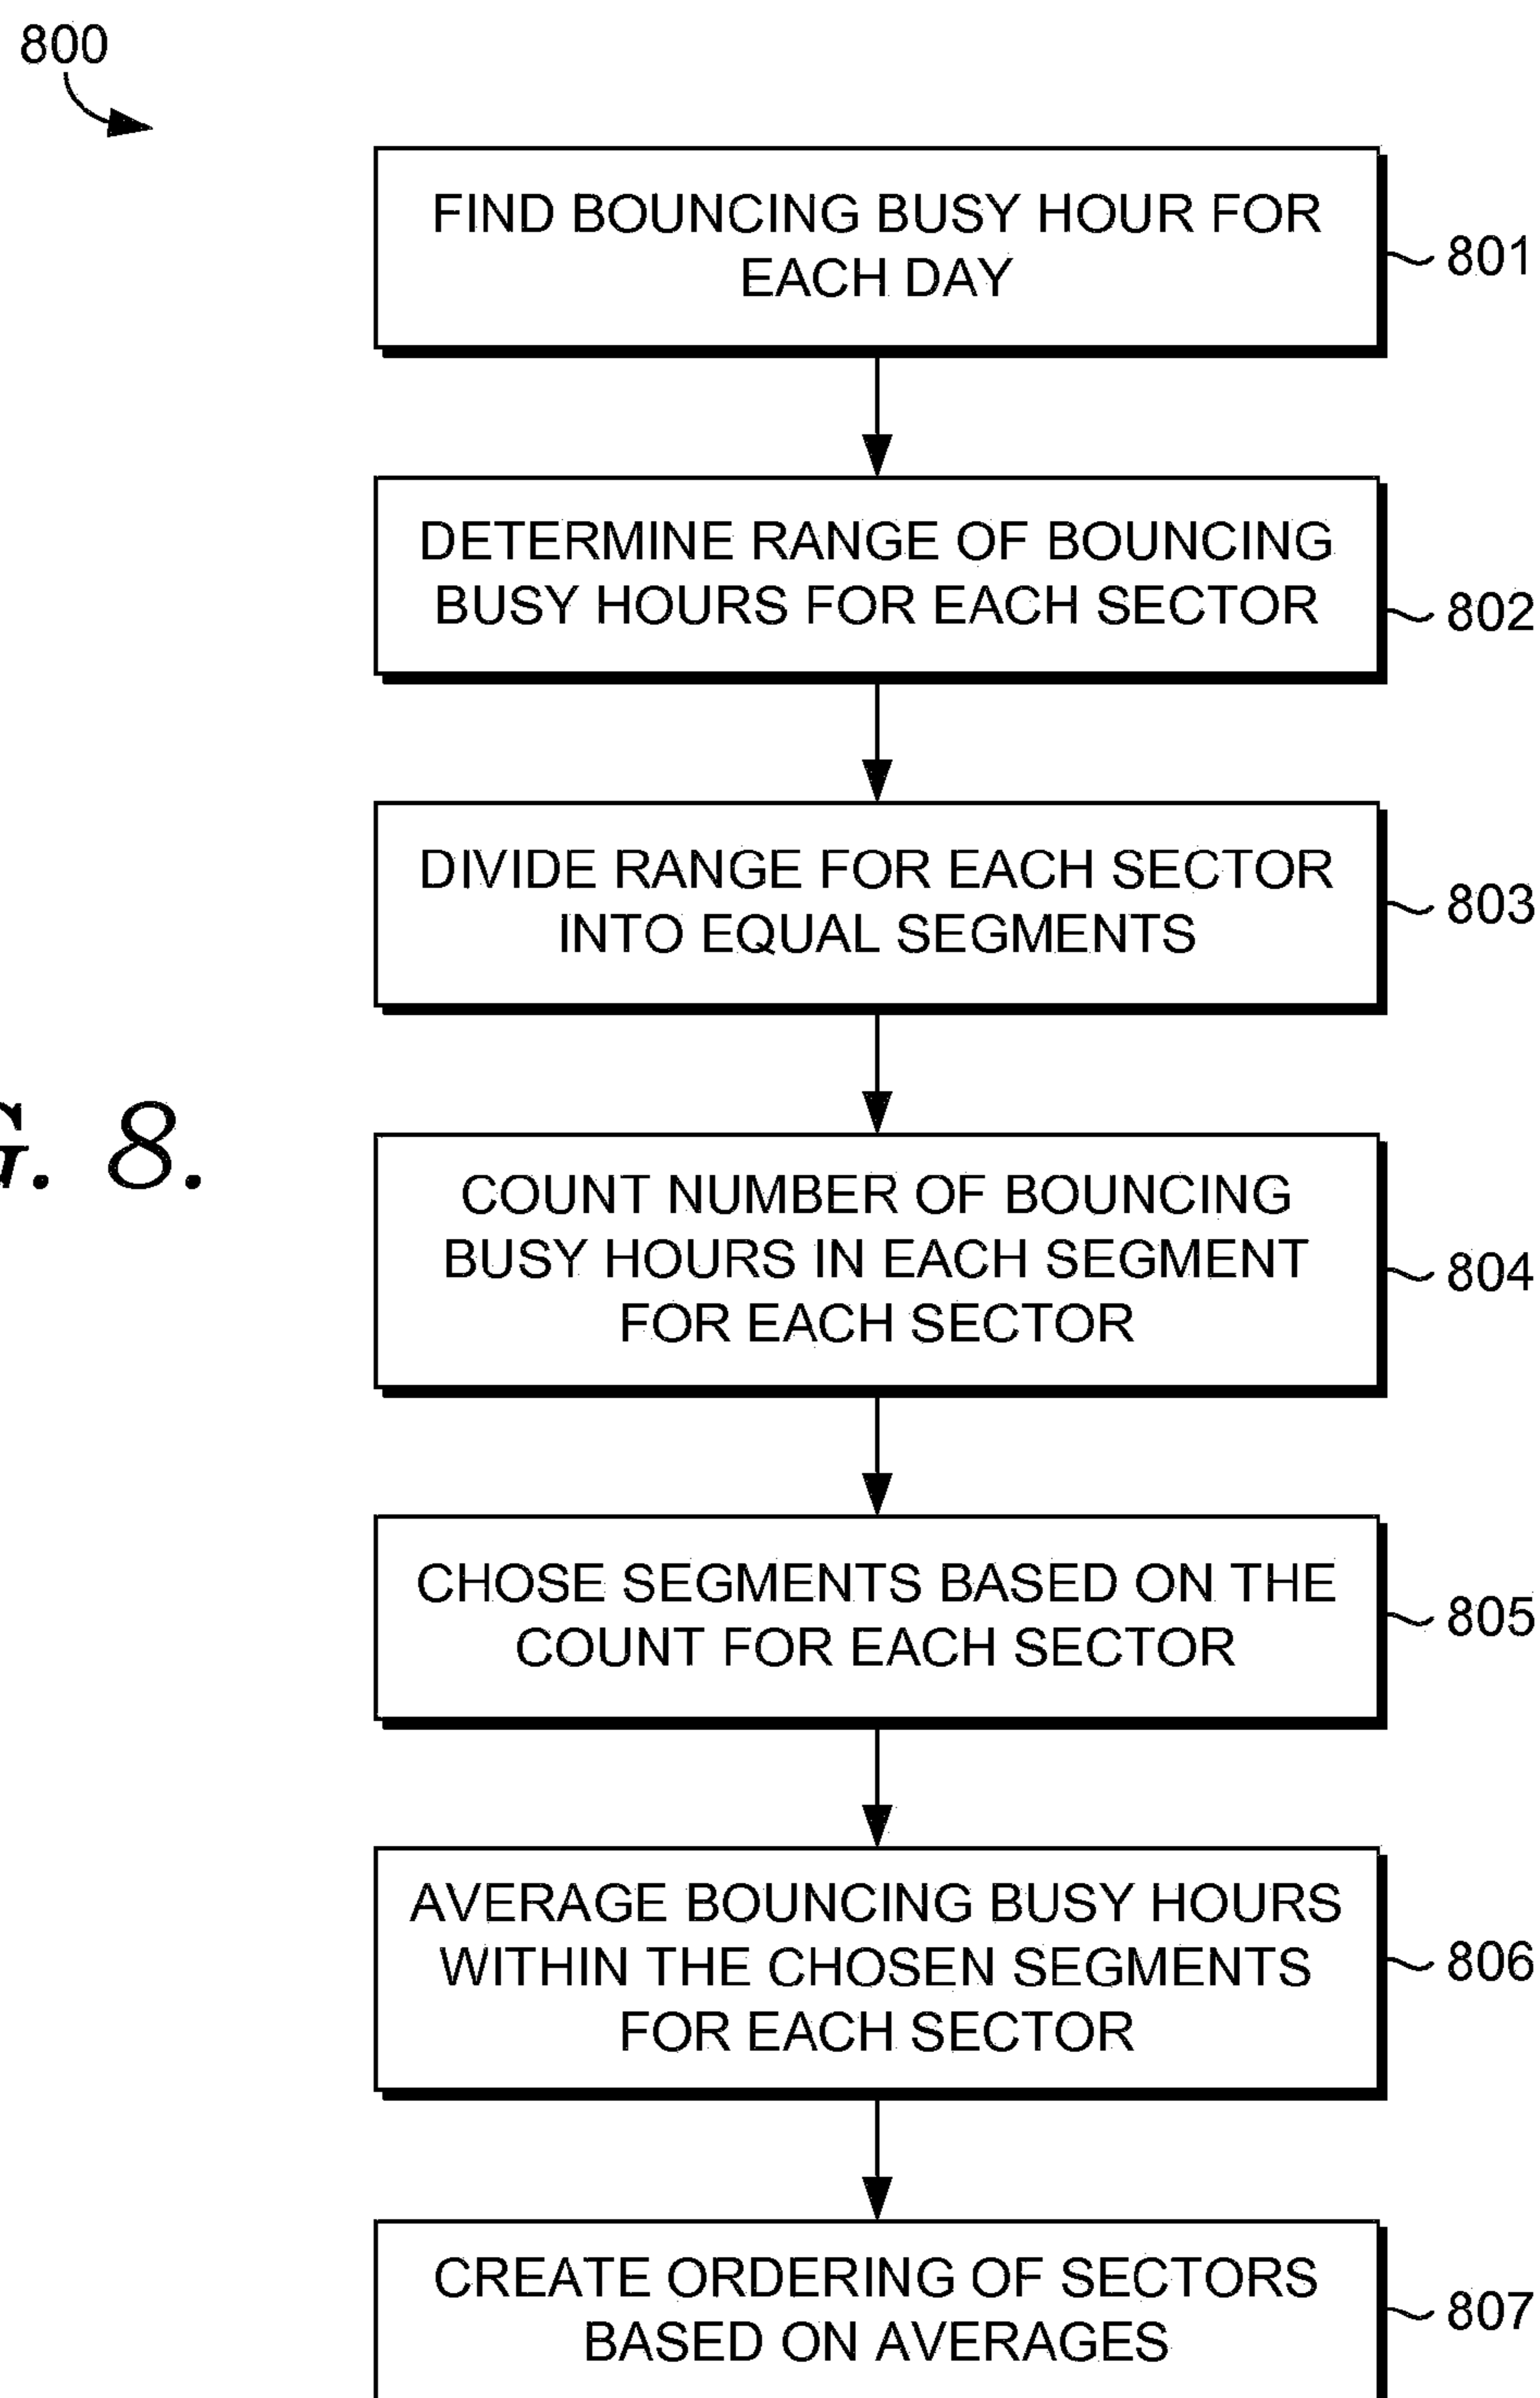 800
FIND BOUNCING BUSY HOUR FOR
EACH DAY
801
DETERMINE RANGE OF BOUNCING
BUSY HOURS FOR EACH SECTOR
802
DIVIDE RANGE FOR EACH SECTOR
INTO EQUAL SEGMENTS
803
G. 8.
COUNT NUMBER OF BOUNCING
BUSY HOURS IN EACH SEGMENT
FOR EACH SECTOR
804
CHOSE SEGMENTS BASED ON THE
COUNT FOR EACH SECTOR
805
AVERAGE BOUNCING BUSY HOURS
WITHIN THE CHOSEN SEGMENTS
FOR EACH SECTOR
806
CREATE ORDERING OF SECTORS
BASED ON AVERAGES
807